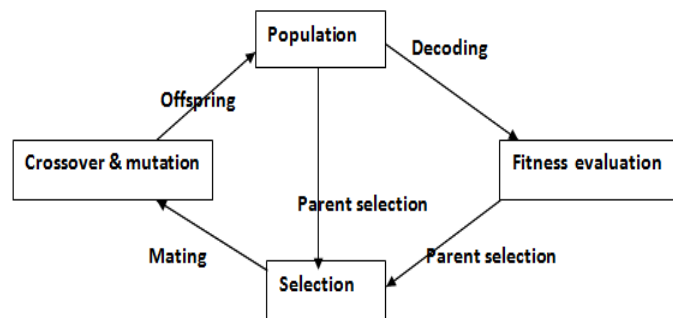 Population
Decoding
Offspring
Crossover & mutation
Fitness evaluation
Parent selection
Mating
Parent selection
Selection